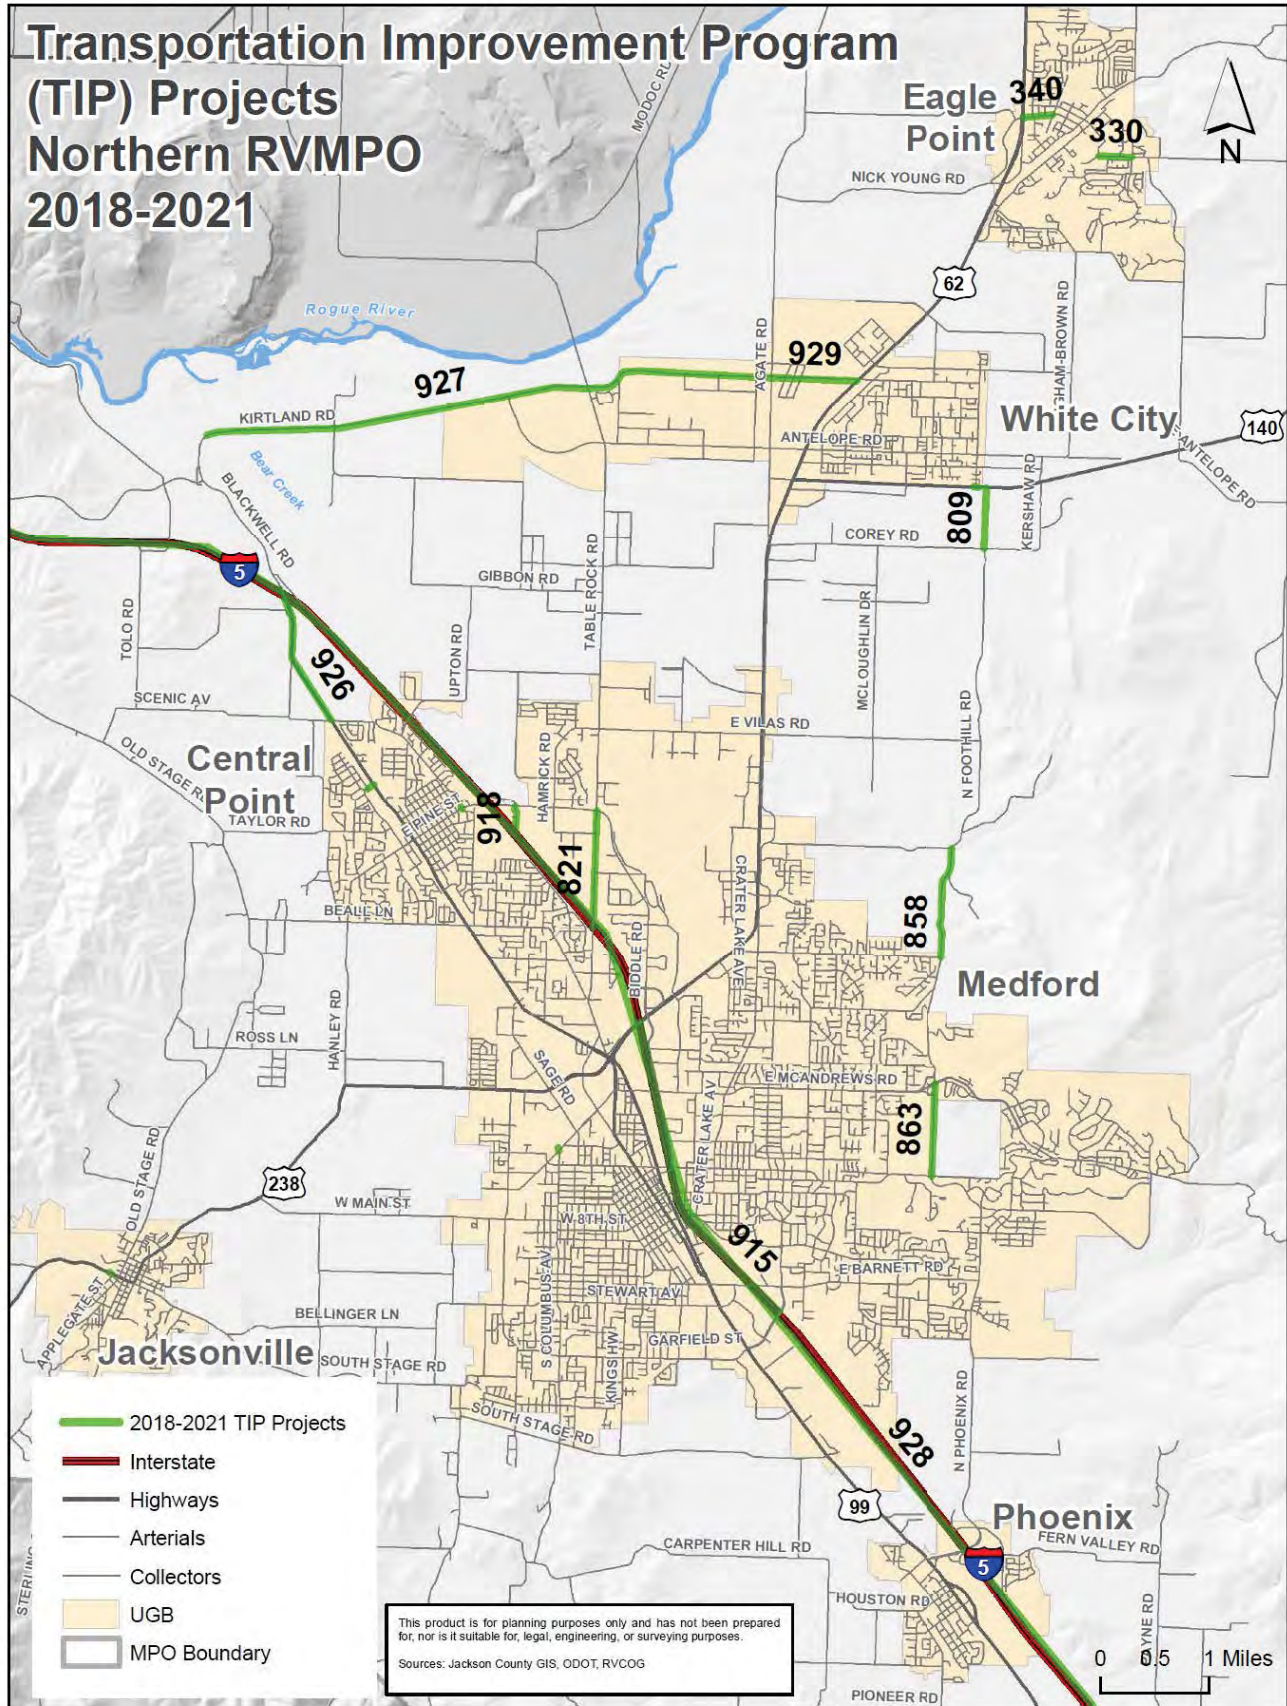 Transportation Improvement Program
(TIP) Projects
Northern RVMPO
2018-2021
MODOC RD
Eagle
Point
340
330
N
NICK YOUNG RD
62
Rogue River
AGATE RD
929
927
KIRTLAND RD
White City
140
ANTELOPE RD
ANTELOPE RD
Bear Creek
BLACKWELL RD
809
KERSHAW RD
COREY RD
5
GIBBON RD
TABLE ROCK RD
MCLOUGHLIN DR
TOLO RD
UPTON RD
926
SCENIC AV
E VILAS RD
N FOOTHILL RD
Central
Point
OLD STAGE RD
HAMRICK RD
TAYLOR RD
E PINE ST
918
821
CRATER LAKE AVE
858
BEALL LN
BIDDLE RD
Medford
HANLEY RD
ROSS LN
SAGE RD
E MCANDREWS RD
CRATER LAKE AV
863
OLD STAGE RD
238
W MAIN ST
W 8TH ST
915
E BARNETT RD
S COLUMBUS AV
STEWART AV
APPLEGATE ST
BELLINGER LN
GARFIELD ST
Jacksonville
SOUTH STAGE RD
KINGS HW
N PHOENIX RD
SOUTH STAGE RD
928
99
Phoenix
FERN VALLEY RD
CARPENTER HILL RD
5
HOUSTON RD
PIONEER RD
2018-2021 TIP Projects
Interstate
Highways
Arterials
Collectors
UGB
MPO Boundary
This product is for planning purposes only and has not been prepared
for, nor is it suitable for, legal, engineering, or surveying purposes.
Sources: Jackson County GIS, ODOT, RVCOG
0 0.5 1 Miles